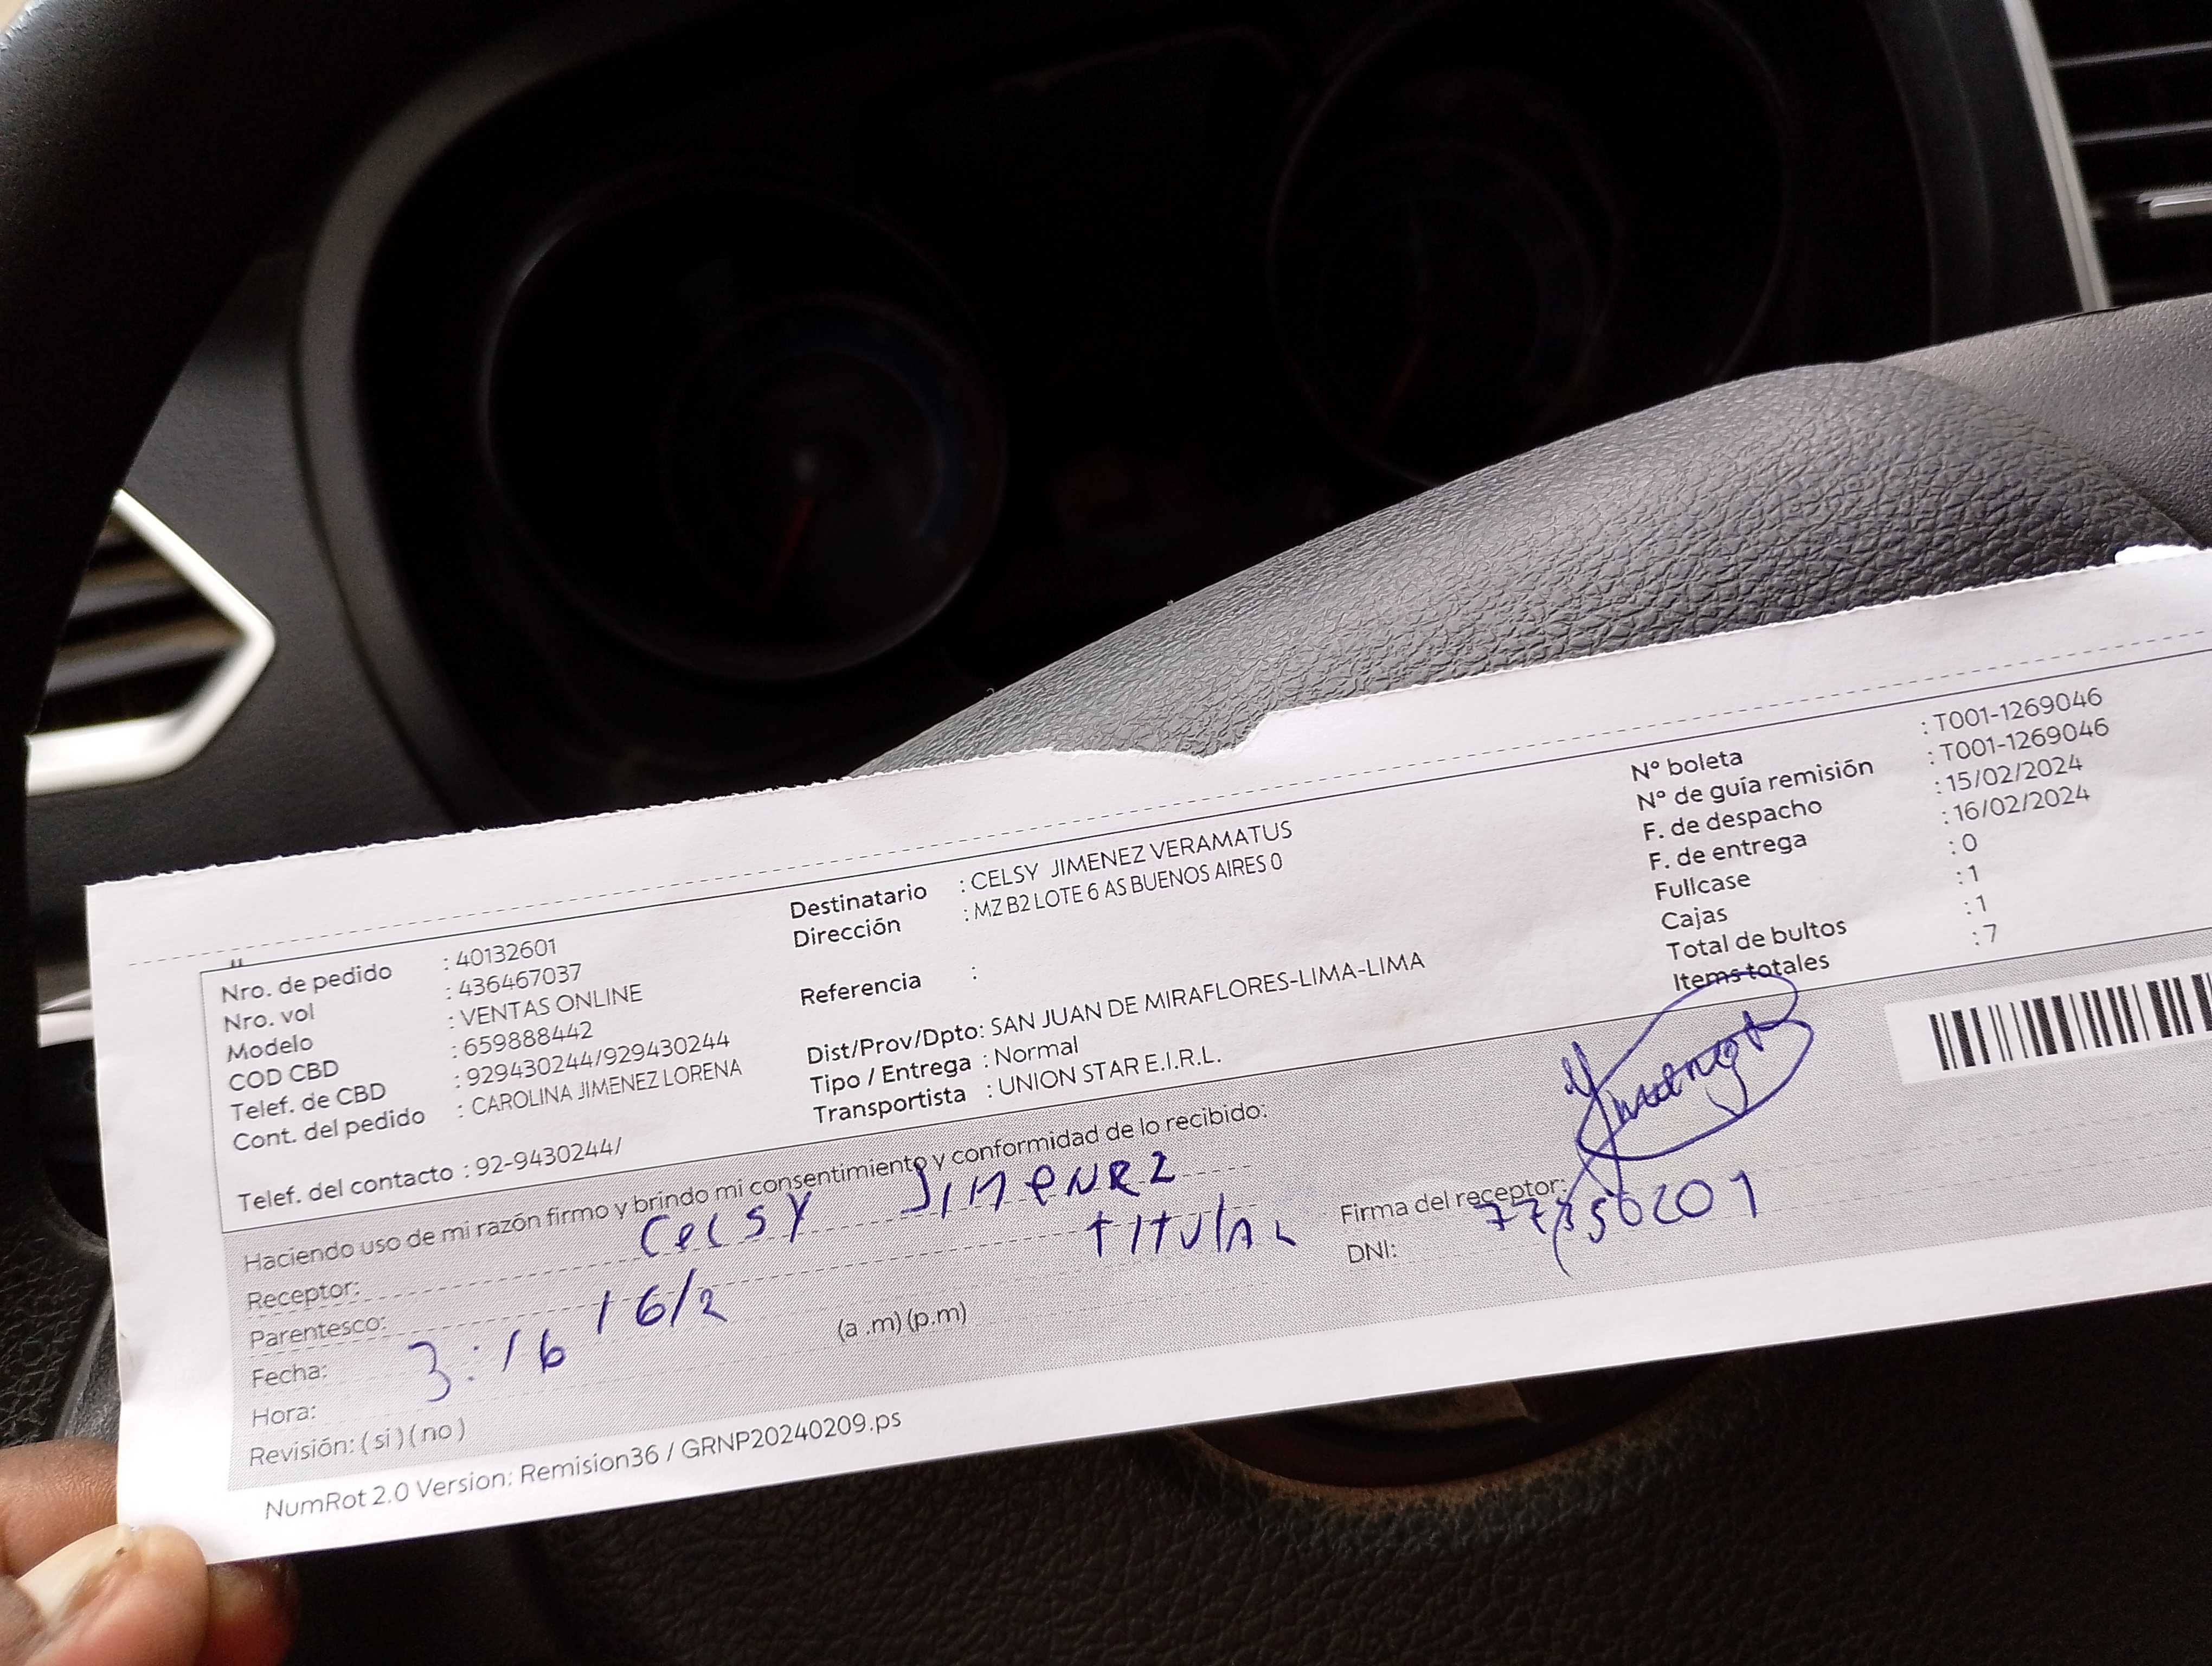 Nro. de pedido : 40132601
Nro. vol : 436467037
Modelo : VENTAS ONLINE
COD CBD : 659888442
Telef. de CBD : 929430244/929430244
Cont. del pedido : CAROLINA JIMENEZ LORENA
Telef. del contacto : 92-9430244/
Destinatario : CELSY JIMENEZ VERAMATUS
Dirección : MZ B2 LOTE 6 AS BUENOS AIRES 0
Referencia :
Dist/Prov/Dpto: SAN JUAN DE MIRAFLORES-LIMA-LIMA
Tipo / Entrega : Normal
Transportista : UNION STAR E.I.R.L.
N° boleta : T001-1269046
N° de guía remisión : T001-1269046
F. de despacho : 15/02/2024
F. de entrega : 16/02/2024
Fullcase : 0
Cajas : 1
Total de bultos : 1
Items totales : 7
Haciendo uso de mi razón firmo y brindo mi consentimiento y conformidad de lo recibido:
Receptor: Celsy Jimenez
Parentesco: TITULAR
Fecha: 16/2
Hora: 3:16 (a .m) (p.m)
Revisión: ( si ) ( no )
Firma del receptor:
DNI:
NumRot 2.0 Version: Remision36 / GRNP20240209.ps